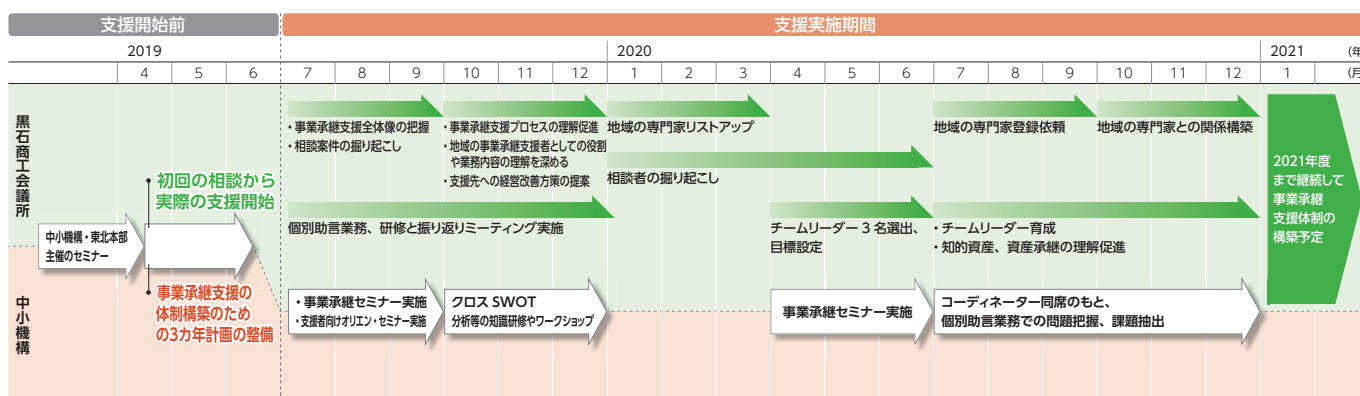 支援開始前
支援実施期間
2019
2020
2021
(年
4
5
6
7
8
9
10
11
12
1
2
3
4
5
6
7
8
9
10
11
12
1
(月
黒石商工会議所
・事業承継支援全体像の把握
・相談案件の掘り起こし
・事業承継支援プロセスの理解促進
・地域の事業承継支援者としての役割
や業務内容の理解を深める
・支援先への経営改善方策の提案
地域の専門家リストアップ
相談者の掘り起こし
地域の専門家登録依頼
地域の専門家との関係構築
・初回の相談から
実際の支援開始
個別助言業務、研修と振り返りミーティング実施
チームリーダー 3 名選出、
目標設定
・チームリーダー育成
・知的資産、資産承継の理解促進
2021年度
まで継続して
事業承継
支援体制の
構築予定
中小機構・東北本部
主催のセミナー
中小機構
・事業承継支援の
体制構築のため
の3カ年計画の整備
・事業承継セミナー実施
・支援者向けオリエン・セミナー実施
クロス SWOT
分析等の知識研修やワークショップ
事業承継セミナー実施
コーディネーター同席のもと、
個別助言業務での問題把握、課題抽出